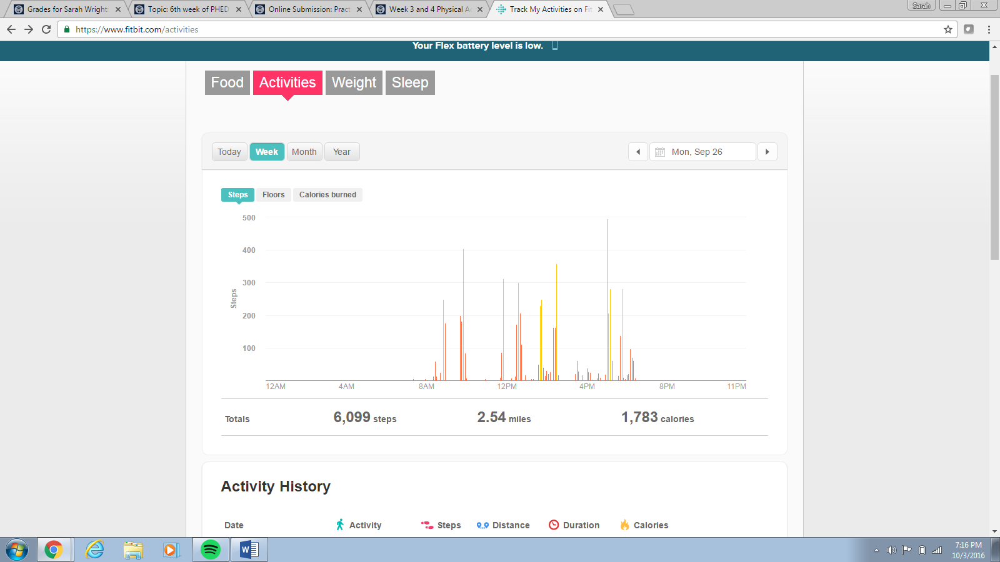 Grades for Sarah Wright:
Topic: 6th week of PHED
Online Submission: Pract
Week 3 and 4 Physical A
Track My Activities on Fit
Sarah
https://www.fitbit.com/activities
Your Flex battery level is low.
Food Activities Weight Sleep
Today Week Month Year
Mon, Sep 26
Steps Floors Calories burned
500
400
300
200
100
Steps
12AM 4AM 8AM 12PM 4PM 8PM 11PM
Totals 6,099 steps 2.54 miles 1,783 calories
Activity History
Date Activity Steps Distance Duration Calories
W
7:16 PM
10/3/2016